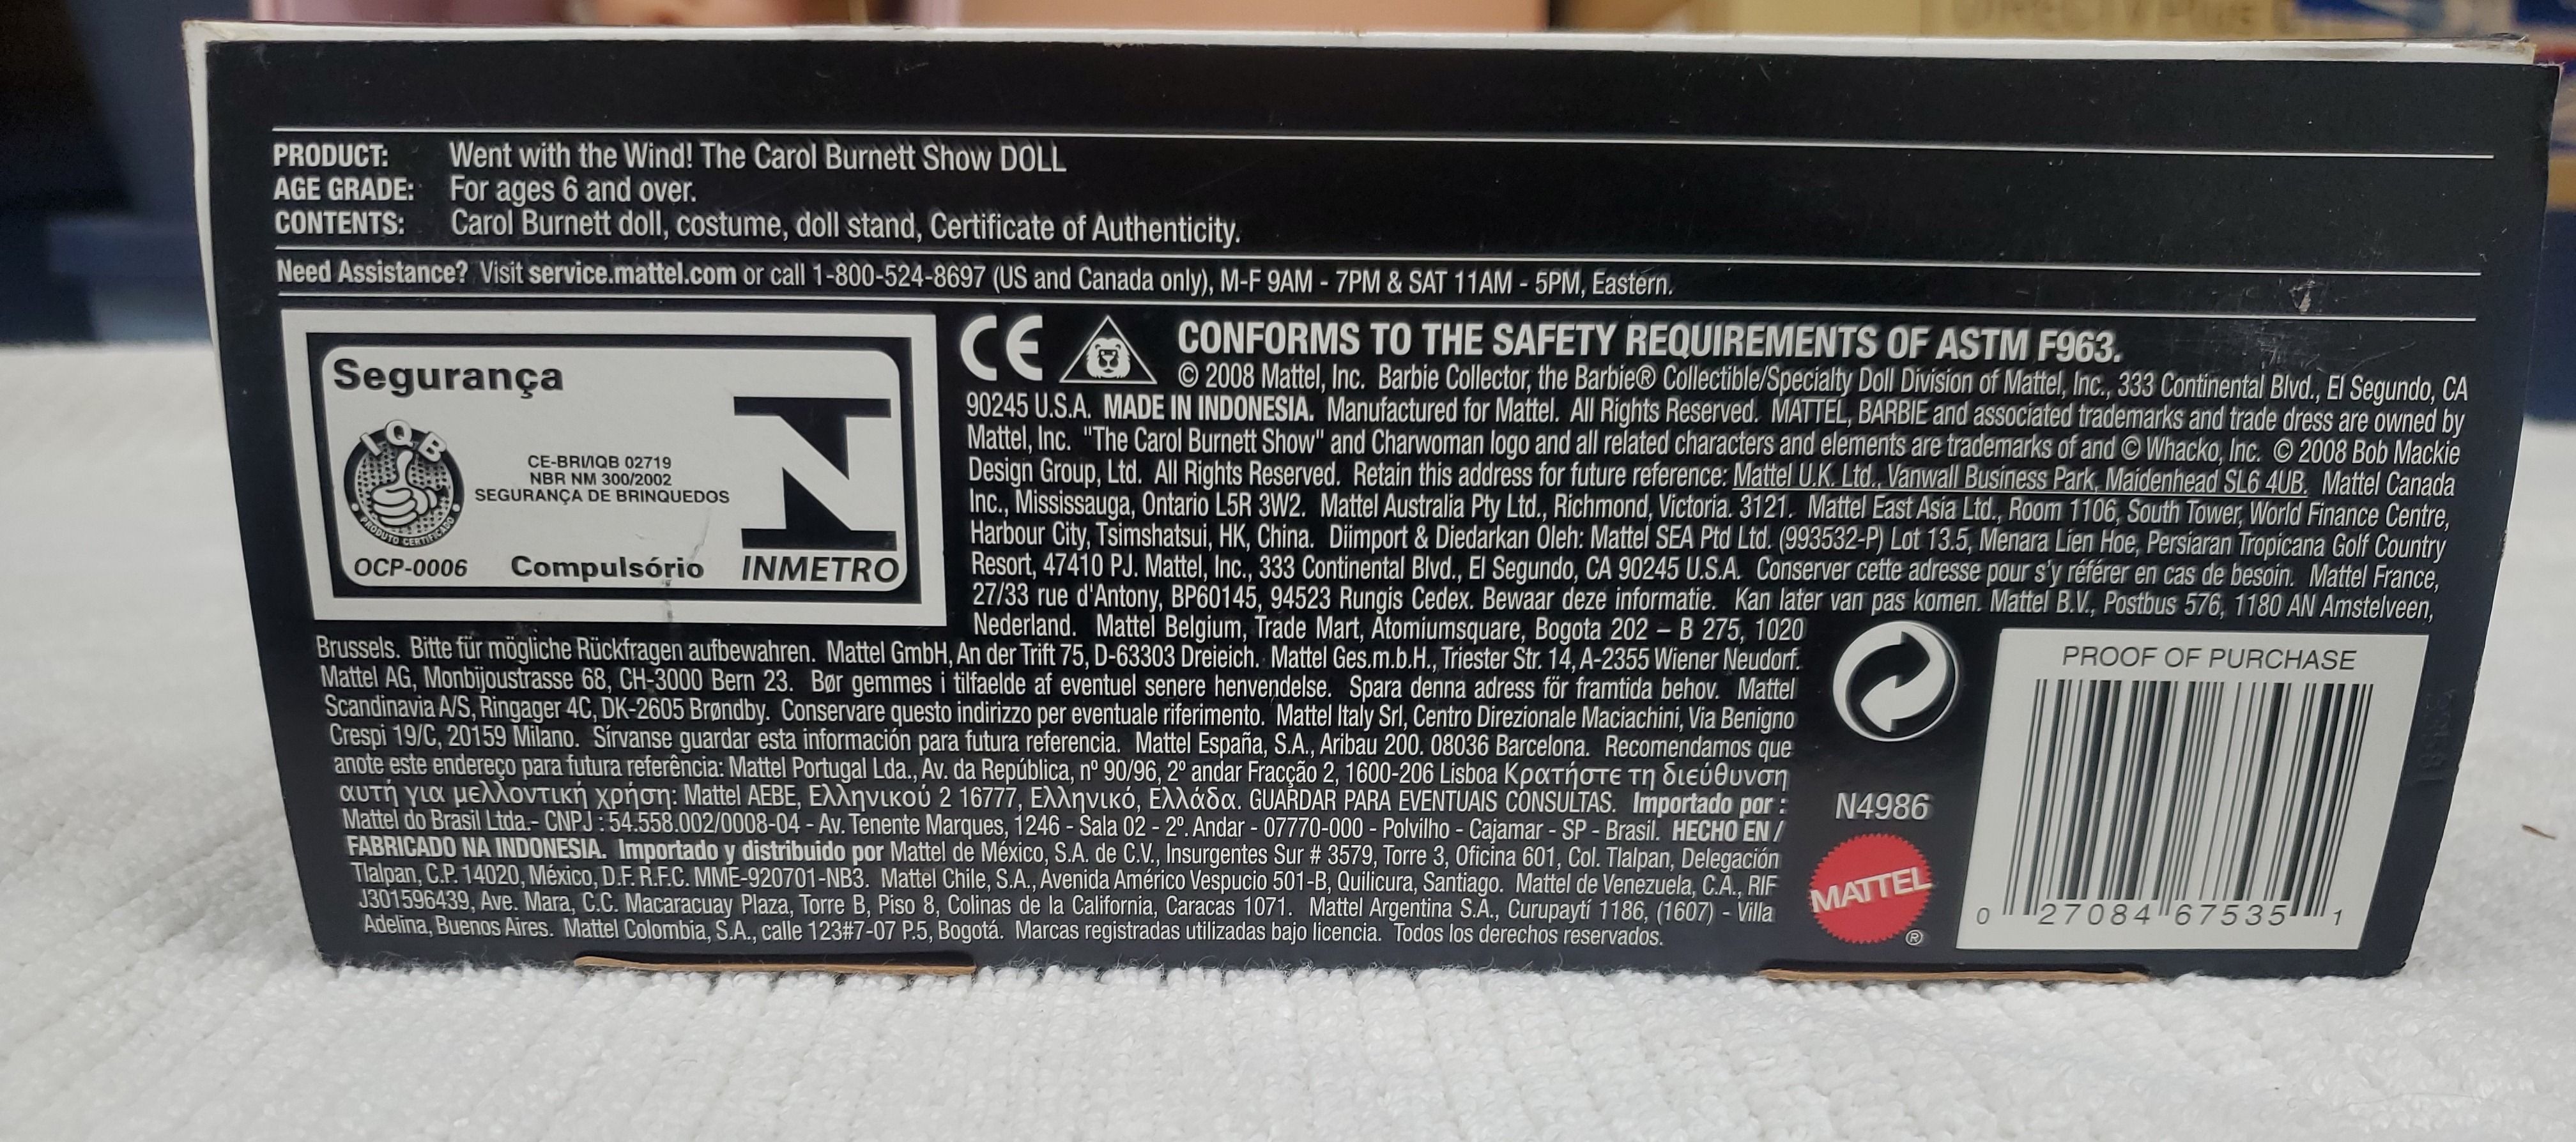 PRODUCT: Went with the Wind! The Carol Burnett Show DOLL
AGE GRADE: For ages 6 and over.
CONTENTS: Carol Burnett doll, costume, doll stand, Certificate of Authenticity.
Need Assistance? Visit service.mattel.com or call 1-800-524-8697 (US and Canada only), M-F 9AM - 7PM & SAT 11AM - 5PM, Eastern.
Segurança
IQB
CE-BRI/IQB 02719
NBR NM 300/2002
SEGURANÇA DE BRINQUEDOS
PRODUTO CERTIFICADO
OCP-0006 Compulsório INMETRO
CE CONFORMS TO THE SAFETY REQUIREMENTS OF ASTM F963.
© 2008 Mattel, Inc. Barbie Collector, the Barbie® Collectible/Specialty Doll Division of Mattel, Inc., 333 Continental Blvd., El Segundo, CA
90245 U.S.A. MADE IN INDONESIA. Manufactured for Mattel. All Rights Reserved. MATTEL, BARBIE and associated trademarks and trade dress are owned by
Mattel, Inc. "The Carol Burnett Show" and Charwoman logo and all related characters and elements are trademarks of and © Whacko, Inc. © 2008 Bob Mackie
Design Group, Ltd. All Rights Reserved. Retain this address for future reference: Mattel U.K. Ltd., Vanwall Business Park, Maidenhead SL6 4UB. Mattel Canada
Inc., Mississauga, Ontario L5R 3W2. Mattel Australia Pty Ltd., Richmond, Victoria. 3121. Mattel East Asia Ltd., Room 1106, South Tower, World Finance Centre,
Harbour City, Tsimshatsui, HK, China. Diimport & Diedarkan Oleh: Mattel SEA Ptd Ltd. (993532-P) Lot 13.5, Menara Lien Hoe, Persiaran Tropicana Golf Country
Resort, 47410 PJ. Mattel, Inc., 333 Continental Blvd., El Segundo, CA 90245 U.S.A. Conserver cette adresse pour s'y référer en cas de besoin. Mattel France,
27/33 rue d'Antony, BP60145, 94523 Rungis Cedex. Bewaar deze informatie. Kan later van pas komen. Mattel B.V., Postbus 576, 1180 AN Amstelveen,
Nederland. Mattel Belgium, Trade Mart, Atomiumsquare, Bogota 202 – B 275, 1020
Brussels. Bitte für mögliche Rückfragen aufbewahren. Mattel GmbH, An der Trift 75, D-63303 Dreieich. Mattel Ges.m.b.H., Triester Str. 14, A-2355 Wiener Neudorf.
Mattel AG, Monbijoustrasse 68, CH-3000 Bern 23. Bør gemmes i tilfaelde af eventuel senere henvendelse. Spara denna adress för framtida behov. Mattel
Scandinavia A/S, Ringager 4C, DK-2605 Brøndby. Conservare questo indirizzo per eventuale riferimento. Mattel Italy Srl, Centro Direzionale Maciachini, Via Benigno
Crespi 19/C, 20159 Milano. Sírvanse guardar esta información para futura referencia. Mattel España, S.A., Aribau 200. 08036 Barcelona. Recomendamos que
anote este endereço para futura referência: Mattel Portugal Lda., Av. da República, nº 90/96, 2º andar Fracção 2, 1600-206 Lisboa Κρατήστε τη διεύθυνση
αυτή για μελλοντική χρήση: Mattel AEBE, Ελληνικού 2 16777, Ελληνικό, Ελλάδα. GUARDAR PARA EVENTUAIS CONSULTAS. Importado por :
Mattel do Brasil Ltda.- CNPJ : 54.558.002/0008-04 - Av. Tenente Marques, 1246 - Sala 02 - 2º. Andar - 07770-000 - Polvilho - Cajamar - SP - Brasil. HECHO EN /
FABRICADO NA INDONESIA. Importado y distribuido por Mattel de México, S.A. de C.V., Insurgentes Sur # 3579, Torre 3, Oficina 601, Col. Tlalpan, Delegación
Tlalpan, C.P. 14020, México, D.F. R.F.C. MME-920701-NB3. Mattel Chile, S.A., Avenida Américo Vespucio 501-B, Quilicura, Santiago. Mattel de Venezuela, C.A., RIF
J301596439, Ave. Mara, C.C. Macaracuay Plaza, Torre B, Piso 8, Colinas de la California, Caracas 1071. Mattel Argentina S.A., Curupaytí 1186, (1607) - Villa
Adelina, Buenos Aires. Mattel Colombia, S.A., calle 123#7-07 P.5, Bogotá. Marcas registradas utilizadas bajo licencia. Todos los derechos reservados.
N4986
MATTEL
®
PROOF OF PURCHASE
0 27084 67535 1